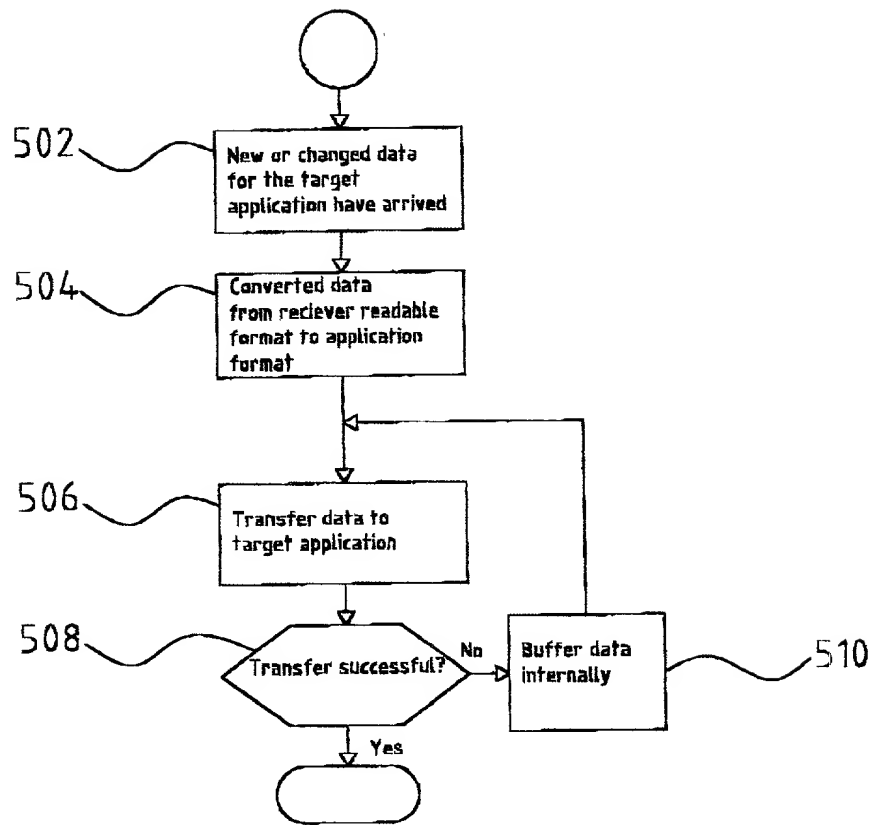 502
New or changed data
for the target
application have arrived
504
Converted data
from reciever readable
format to application
format
506
Transfer data to
target application
508
Transfer successful?
No
Buffer data
internally
510
Yes